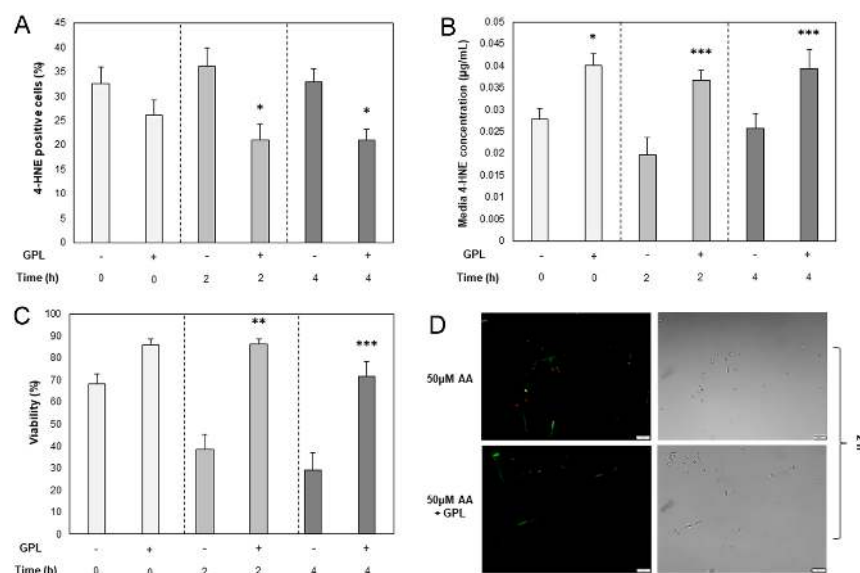 A
4-HNE positive cells (%)
45
40
35
30
25
20
15
10
5
0
*
*
GPL - + - + - +
Time (h) 0 0 2 2 4 4
B
Media 4-HNE concentration (µg/mL)
0.05
0.045
0.04
0.035
0.03
0.025
0.02
0.015
0.01
0.005
0
*
***
***
GPL - + - + - +
Time (h) 0 0 2 2 4 4
C
Viability (%)
100
90
80
70
60
50
40
30
20
10
0
**
***
GPL - + - + - +
Time (h) 0 0 2 2 4 4
D
50µM AA
50µM AA
+ GPL